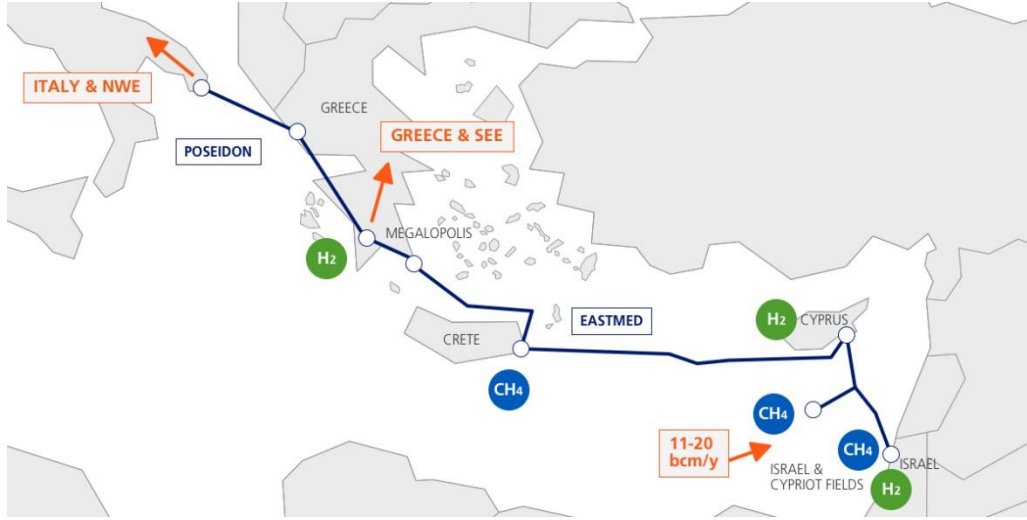 ITALY & NWE
GREECE
GREECE & SEE
POSEIDON
MEGALOPOLIS
H2
EASTMED
H2
CYPRUS
CRETE
CH4
CH4
11-20
bcm/y
CH4
ISRAEL
ISRAEL &
CYPRIOT FIELDS
H2